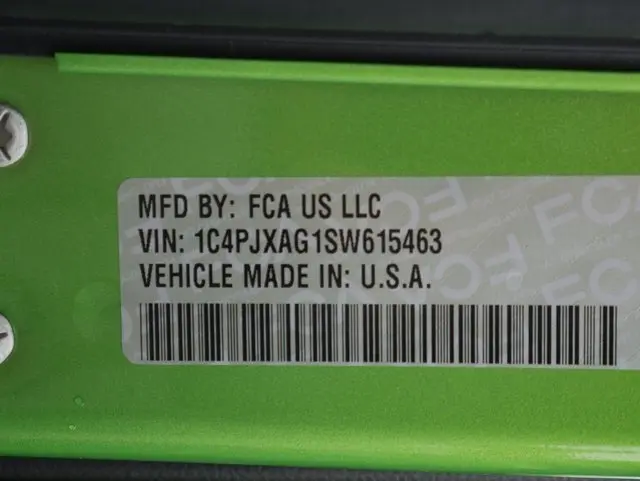 MFD BY: FCA US LLC
VIN: 1C4PJXAG1SW615463
VEHICLE MADE IN: U.S.A.